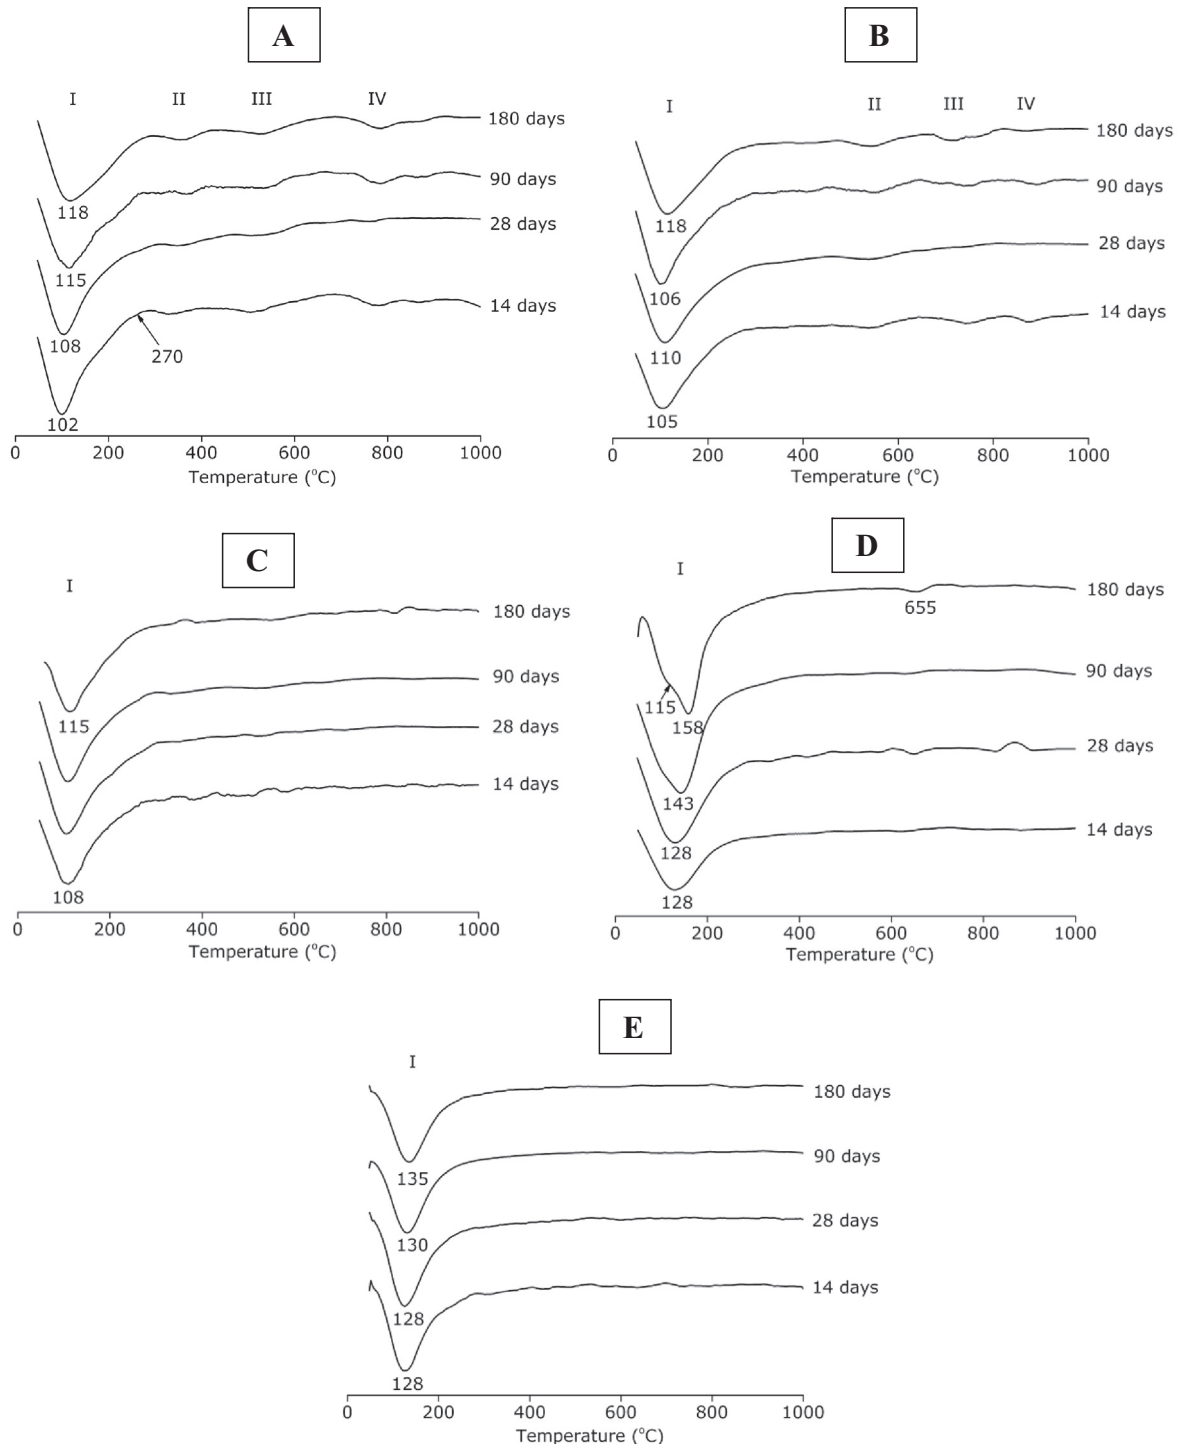 A
I II III IV
180 days
90 days
118
28 days
115
14 days
108
270
102
0 200 400 600 800 1000
Temperature (°C)
B
I II III IV
180 days
90 days
118
28 days
106
14 days
110
105
0 200 400 600 800 1000
Temperature (°C)
C
I
180 days
90 days
115
28 days
14 days
108
0 200 400 600 800 1000
Temperature (°C)
D
I
180 days
655
90 days
115
158
28 days
143
14 days
128
128
0 200 400 600 800 1000
Temperature (°C)
E
I
180 days
90 days
135
28 days
130
14 days
128
128
0 200 400 600 800 1000
Temperature (°C)